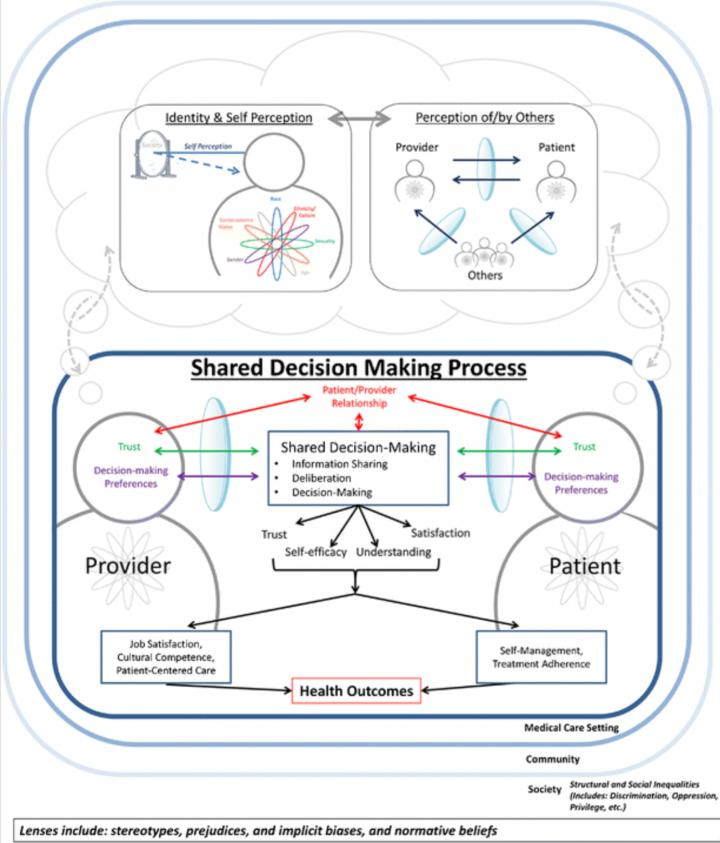 Identity & Self Perception
Perception of/by Others
Society
Self Perception
Race
Ethnicity/
Culture
Socioeconomic
Status
Sexuality
Gender
Provider
Patient
Others
Shared Decision Making Process
Patient/Provider
Relationship
Trust
Decision-making
Preferences
Shared Decision-Making
• Information Sharing
• Deliberation
• Decision-Making
Trust
Decision-making
Preferences
Trust
Satisfaction
Self-efficacy
Understanding
Provider
Patient
Job Satisfaction,
Cultural Competence,
Patient-Centered Care
Self-Management,
Treatment Adherence
Health Outcomes
Medical Care Setting
Community
Society
Structural and Social Inequalities
(Includes: Discrimination, Oppression,
Privilege, etc.)
Lenses include: stereotypes, prejudices, and implicit biases, and normative beliefs